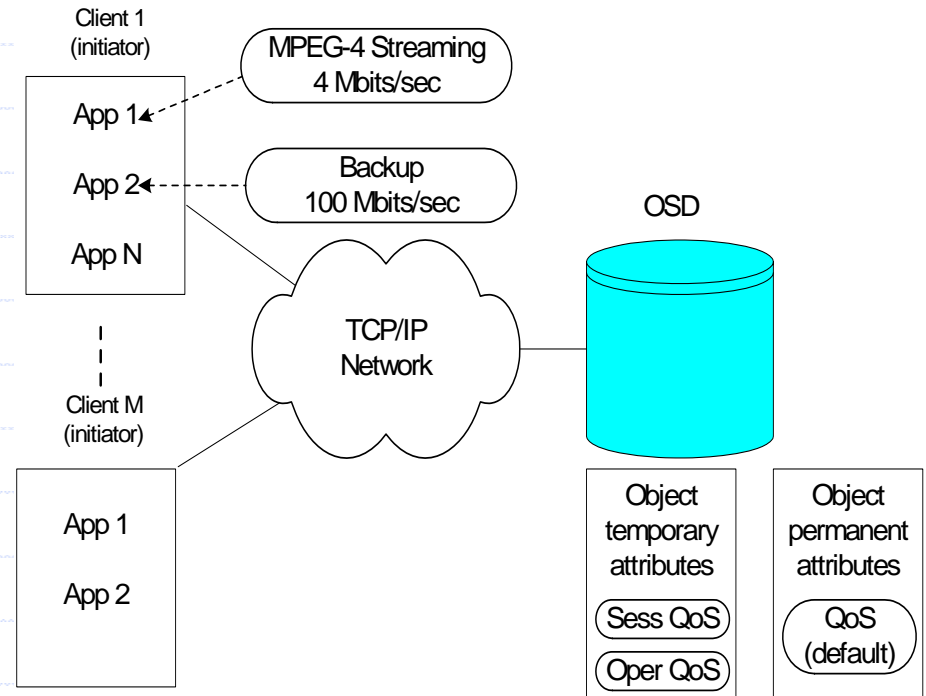 Client 1
(initiator)
App 1
App 2
App N
MPEG-4 Streaming
4 Mbits/sec
Backup
100 Mbits/sec
TCP/IP
Network
OSD
Client M
(initiator)
App 1
App 2
Object
temporary
attributes
Sess QoS
Oper QoS
Object
permanent
attributes
QoS
(default)